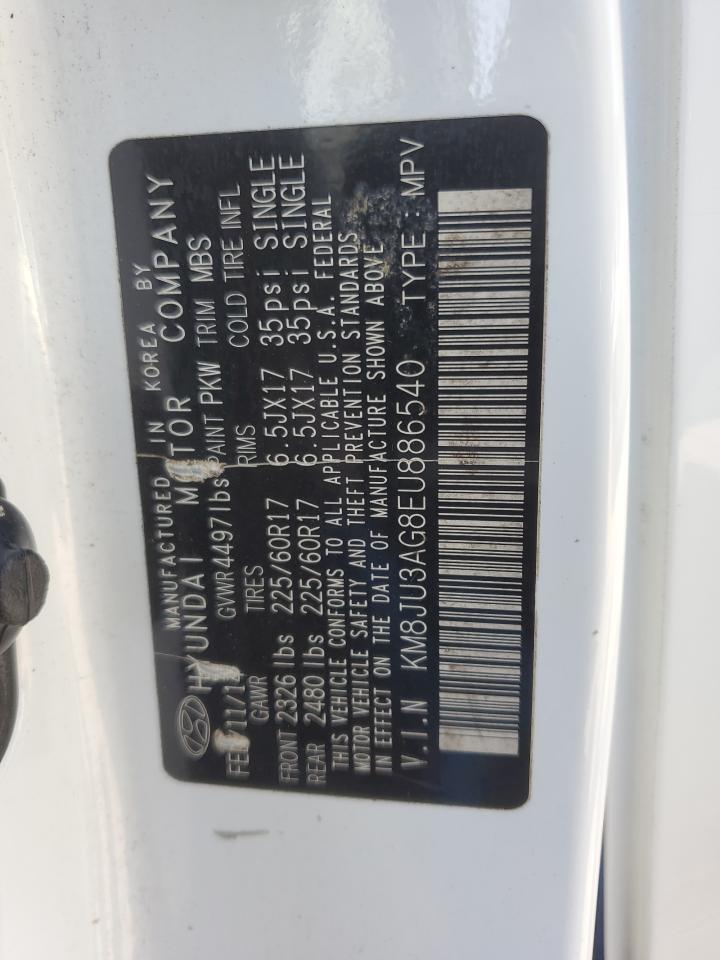 MANUFACTURED IN KOREA BY
HYUNDAI MOTOR COMPANY
GVWR 4497lbs PAINT PKW TRIM MBS
GAWR TIRES RIMS COLD TIRE INFL
FRONT 2326 lbs 225/60R17 6.5JX17 35psi SINGLE
REAR 2480 lbs 225/60R17 6.5JX17 35psi SINGLE
THIS VEHICLE CONFORMS TO ALL APPLICABLE U.S.A. FEDERAL
MOTOR VEHICLE SAFETY AND THEFT PREVENTION STANDARDS
IN EFFECT ON THE DATE OF MANUFACTURE SHOWN ABOVE
V.I.N KM8JU3AG8EU886540 TYPE: MPV